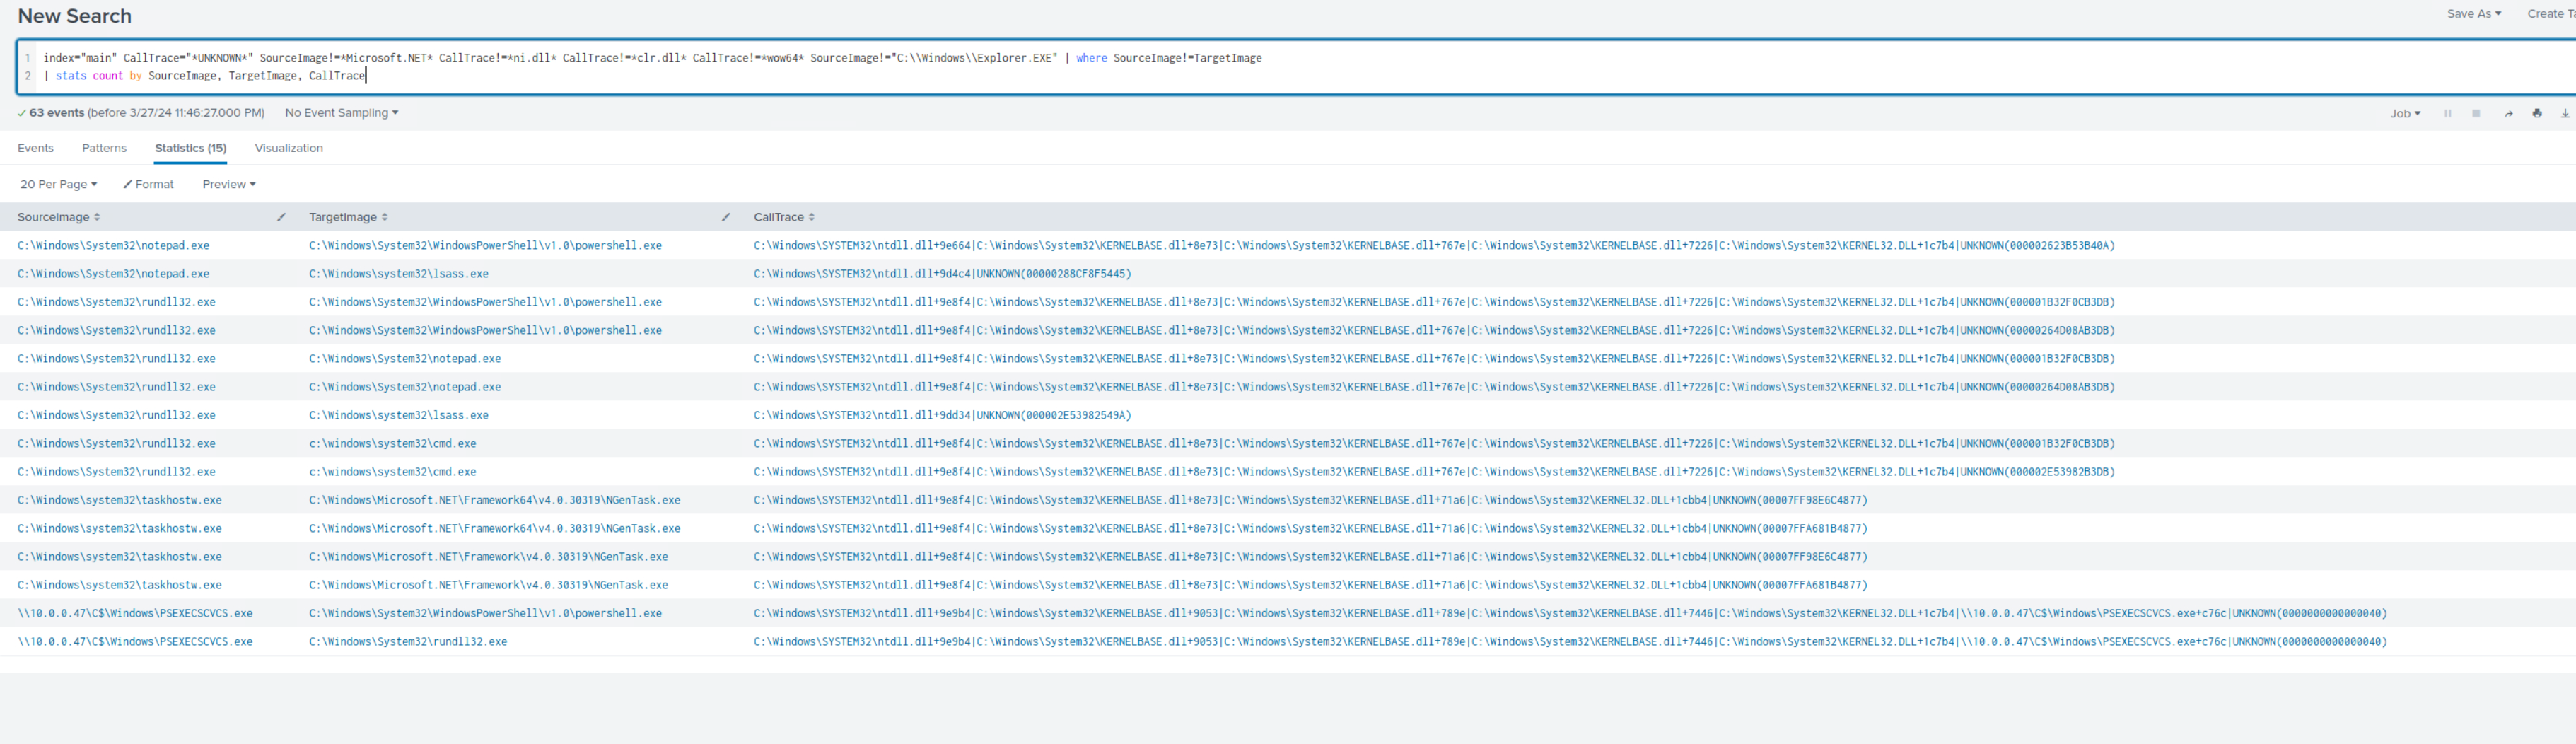 New Search
Save As
Create Ta
1 index="main" CallTrace="*UNKNOWN*" SourceImage!=*Microsoft.NET* CallTrace!=*ni.dll* CallTrace!=*clr.dll* CallTrace!=*wow64* SourceImage!="C:\\Windows\\Explorer.EXE" | where SourceImage!=TargetImage
2 | stats count by SourceImage, TargetImage, CallTrace
63 events (before 3/27/24 11:46:27.000 PM) No Event Sampling
Job
Events Patterns Statistics (15) Visualization
20 Per Page Format Preview
SourceImage TargetImage CallTrace
C:\Windows\System32\notepad.exe C:\Windows\System32\WindowsPowerShell\v1.0\powershell.exe C:\Windows\SYSTEM32\ntdll.dll+9e664|C:\Windows\System32\KERNELBASE.dll+8e73|C:\Windows\System32\KERNELBASE.dll+767e|C:\Windows\System32\KERNELBASE.dll+7226|C:\Windows\System32\KERNEL32.DLL+1c7b4|UNKNOWN(000002623B53B40A)
C:\Windows\System32\notepad.exe C:\Windows\system32\lsass.exe C:\Windows\SYSTEM32\ntdll.dll+9d4c4|UNKNOWN(00000288CF8F5445)
C:\Windows\System32\rundll32.exe C:\Windows\System32\WindowsPowerShell\v1.0\powershell.exe C:\Windows\SYSTEM32\ntdll.dll+9e8f4|C:\Windows\System32\KERNELBASE.dll+8e73|C:\Windows\System32\KERNELBASE.dll+767e|C:\Windows\System32\KERNELBASE.dll+7226|C:\Windows\System32\KERNEL32.DLL+1c7b4|UNKNOWN(000001B32F0CB3DB)
C:\Windows\System32\rundll32.exe C:\Windows\System32\WindowsPowerShell\v1.0\powershell.exe C:\Windows\SYSTEM32\ntdll.dll+9e8f4|C:\Windows\System32\KERNELBASE.dll+8e73|C:\Windows\System32\KERNELBASE.dll+767e|C:\Windows\System32\KERNELBASE.dll+7226|C:\Windows\System32\KERNEL32.DLL+1c7b4|UNKNOWN(00000264D08AB3DB)
C:\Windows\System32\rundll32.exe C:\Windows\System32\notepad.exe C:\Windows\SYSTEM32\ntdll.dll+9e8f4|C:\Windows\System32\KERNELBASE.dll+8e73|C:\Windows\System32\KERNELBASE.dll+767e|C:\Windows\System32\KERNELBASE.dll+7226|C:\Windows\System32\KERNEL32.DLL+1c7b4|UNKNOWN(000001B32F0CB3DB)
C:\Windows\System32\rundll32.exe C:\Windows\System32\notepad.exe C:\Windows\SYSTEM32\ntdll.dll+9e8f4|C:\Windows\System32\KERNELBASE.dll+8e73|C:\Windows\System32\KERNELBASE.dll+767e|C:\Windows\System32\KERNELBASE.dll+7226|C:\Windows\System32\KERNEL32.DLL+1c7b4|UNKNOWN(00000264D08AB3DB)
C:\Windows\System32\rundll32.exe C:\Windows\system32\lsass.exe C:\Windows\SYSTEM32\ntdll.dll+9dd34|UNKNOWN(000002E53982549A)
C:\Windows\System32\rundll32.exe c:\windows\system32\cmd.exe C:\Windows\SYSTEM32\ntdll.dll+9e8f4|C:\Windows\System32\KERNELBASE.dll+8e73|C:\Windows\System32\KERNELBASE.dll+767e|C:\Windows\System32\KERNELBASE.dll+7226|C:\Windows\System32\KERNEL32.DLL+1c7b4|UNKNOWN(000001B32F0CB3DB)
C:\Windows\System32\rundll32.exe c:\windows\system32\cmd.exe C:\Windows\SYSTEM32\ntdll.dll+9e8f4|C:\Windows\System32\KERNELBASE.dll+8e73|C:\Windows\System32\KERNELBASE.dll+767e|C:\Windows\System32\KERNELBASE.dll+7226|C:\Windows\System32\KERNEL32.DLL+1c7b4|UNKNOWN(000002E53982B3DB)
C:\Windows\system32\taskhostw.exe C:\Windows\Microsoft.NET\Framework64\v4.0.30319\NGenTask.exe C:\Windows\SYSTEM32\ntdll.dll+9e8f4|C:\Windows\System32\KERNELBASE.dll+8e73|C:\Windows\System32\KERNELBASE.dll+71a6|C:\Windows\System32\KERNEL32.DLL+1cbb4|UNKNOWN(00007FF98E6C4877)
C:\Windows\system32\taskhostw.exe C:\Windows\Microsoft.NET\Framework64\v4.0.30319\NGenTask.exe C:\Windows\SYSTEM32\ntdll.dll+9e8f4|C:\Windows\System32\KERNELBASE.dll+8e73|C:\Windows\System32\KERNELBASE.dll+71a6|C:\Windows\System32\KERNEL32.DLL+1cbb4|UNKNOWN(00007FFA681B4877)
C:\Windows\system32\taskhostw.exe C:\Windows\Microsoft.NET\Framework\v4.0.30319\NGenTask.exe C:\Windows\SYSTEM32\ntdll.dll+9e8f4|C:\Windows\System32\KERNELBASE.dll+8e73|C:\Windows\System32\KERNELBASE.dll+71a6|C:\Windows\System32\KERNEL32.DLL+1cbb4|UNKNOWN(00007FF98E6C4877)
C:\Windows\system32\taskhostw.exe C:\Windows\Microsoft.NET\Framework\v4.0.30319\NGenTask.exe C:\Windows\SYSTEM32\ntdll.dll+9e8f4|C:\Windows\System32\KERNELBASE.dll+8e73|C:\Windows\System32\KERNELBASE.dll+71a6|C:\Windows\System32\KERNEL32.DLL+1cbb4|UNKNOWN(00007FFA681B4877)
\\10.0.0.47\C$\Windows\PSEXECSCVCS.exe C:\Windows\System32\WindowsPowerShell\v1.0\powershell.exe C:\Windows\SYSTEM32\ntdll.dll+9e9b4|C:\Windows\System32\KERNELBASE.dll+9053|C:\Windows\System32\KERNELBASE.dll+789e|C:\Windows\System32\KERNELBASE.dll+7446|C:\Windows\System32\KERNEL32.DLL+1c7b4|\\10.0.0.47\C$\Windows\PSEXECSCVCS.exe+c76c|UNKNOWN(0000000000000040)
\\10.0.0.47\C$\Windows\PSEXECSCVCS.exe C:\Windows\System32\rundll32.exe C:\Windows\SYSTEM32\ntdll.dll+9e9b4|C:\Windows\System32\KERNELBASE.dll+9053|C:\Windows\System32\KERNELBASE.dll+789e|C:\Windows\System32\KERNELBASE.dll+7446|C:\Windows\System32\KERNEL32.DLL+1c7b4|\\10.0.0.47\C$\Windows\PSEXECSCVCS.exe+c76c|UNKNOWN(0000000000000040)